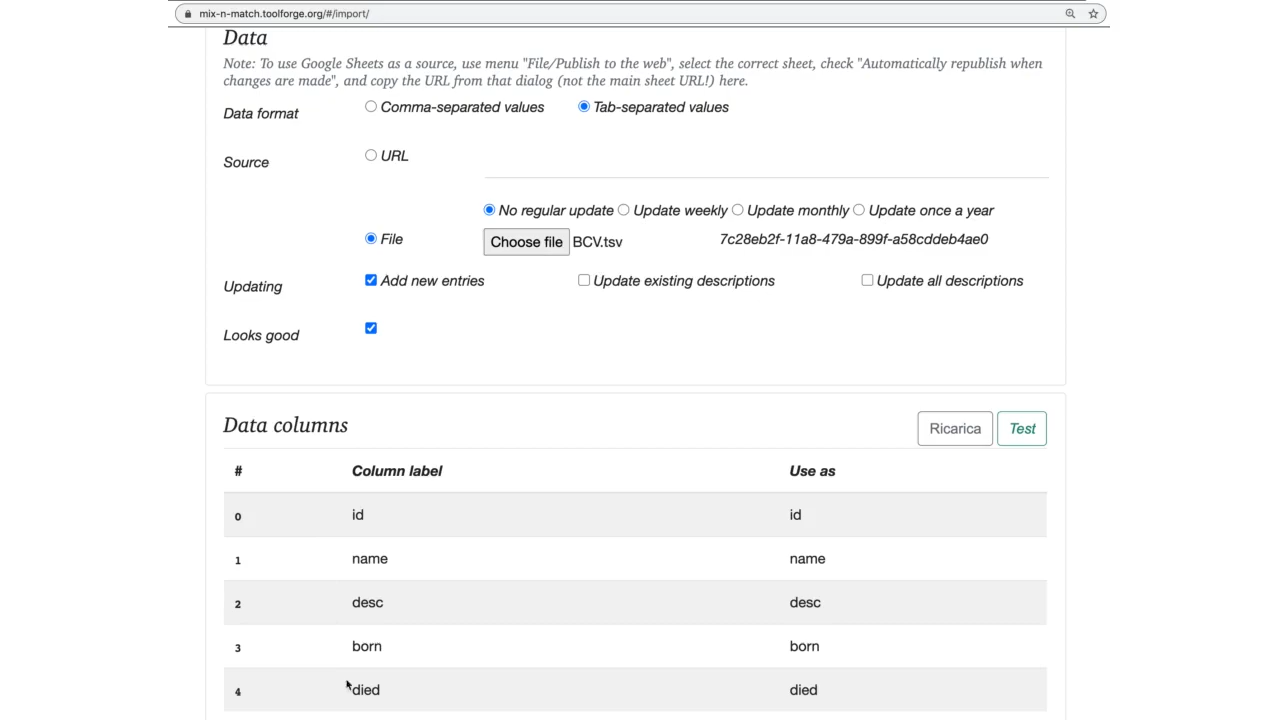 mix-n-match.toolforge.org/#/import/
Data
Note: To use Google Sheets as a source, use menu "File/Publish to the web", select the correct sheet, check "Automatically republish when
changes are made", and copy the URL from that dialog (not the main sheet URL!) here.
Data format Comma-separated values Tab-separated values
Source URL
No regular update Update weekly Update monthly Update once a year
File Choose file BCV.tsv 7c28eb2f-11a8-479a-899f-a58cddeb4ae0
Updating Add new entries Update existing descriptions Update all descriptions
Looks good
Data columns Ricarica Test
# Column label Use as
0 id id
1 name name
2 desc desc
3 born born
4 died died